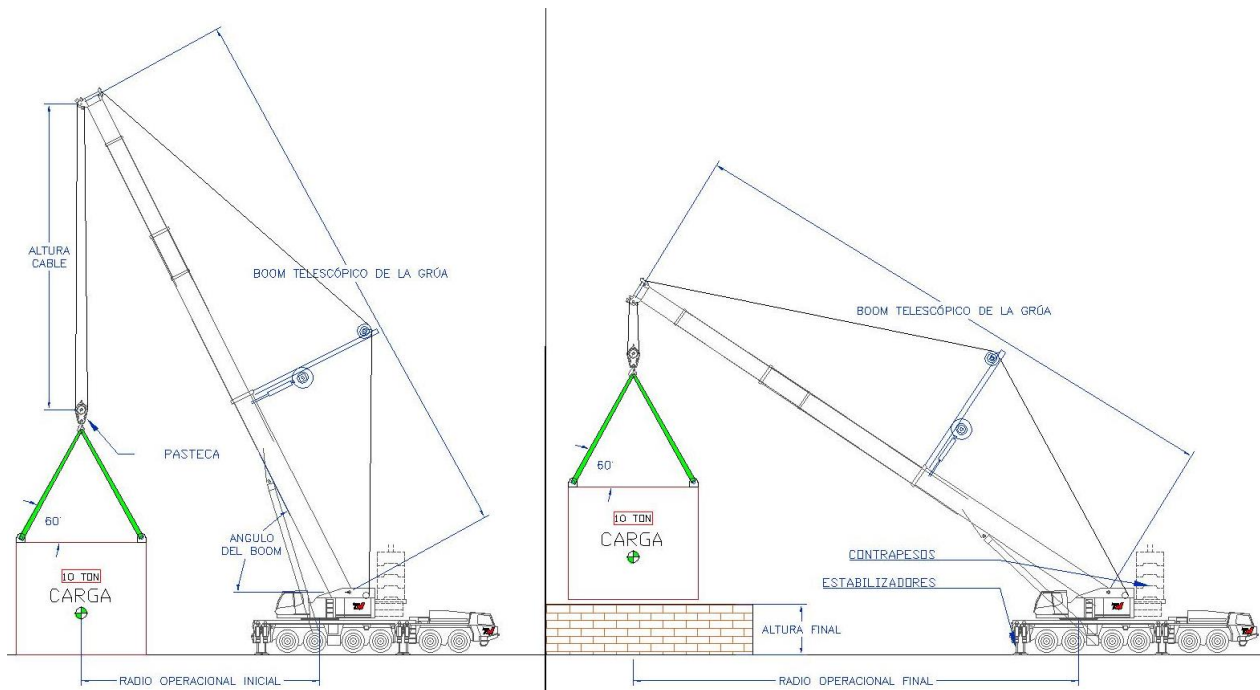 ALTURA
CABLE
BOOM TELESCÓPICO DE LA GRÚA
PASTECA
60°
ANGULO
DEL BOOM
10 TON
CARGA
RADIO OPERACIONAL INICIAL
BOOM TELESCÓPICO DE LA GRÚA
60°
10 TON
CARGA
CONTRAPESOS
ESTABILIZADORES
ALTURA FINAL
RADIO OPERACIONAL FINAL